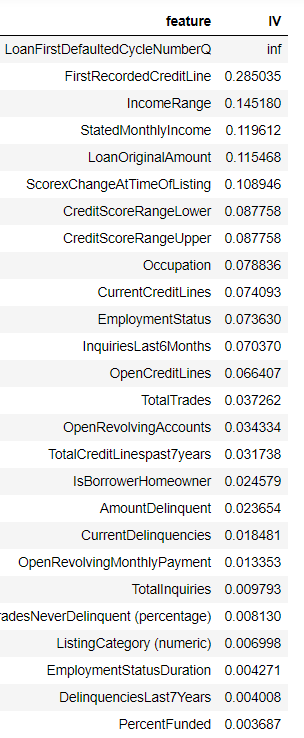 feature IV
LoanFirstDefaultedCycleNumberQ inf
FirstRecordedCreditLine 0.285035
IncomeRange 0.145180
StatedMonthlyIncome 0.119612
LoanOriginalAmount 0.115468
ScorexChangeAtTimeOfListing 0.108946
CreditScoreRangeLower 0.087758
CreditScoreRangeUpper 0.087758
Occupation 0.078836
CurrentCreditLines 0.074093
EmploymentStatus 0.073630
InquiriesLast6Months 0.070370
OpenCreditLines 0.066407
TotalTrades 0.037262
OpenRevolvingAccounts 0.034334
TotalCreditLinespast7years 0.031738
IsBorrowerHomeowner 0.024579
AmountDelinquent 0.023654
CurrentDelinquencies 0.018481
OpenRevolvingMonthlyPayment 0.013353
TotalInquiries 0.009793
radesNeverDelinquent (percentage) 0.008130
ListingCategory (numeric) 0.006998
EmploymentStatusDuration 0.004271
DelinquenciesLast7Years 0.004008
PercentFunded 0.003687